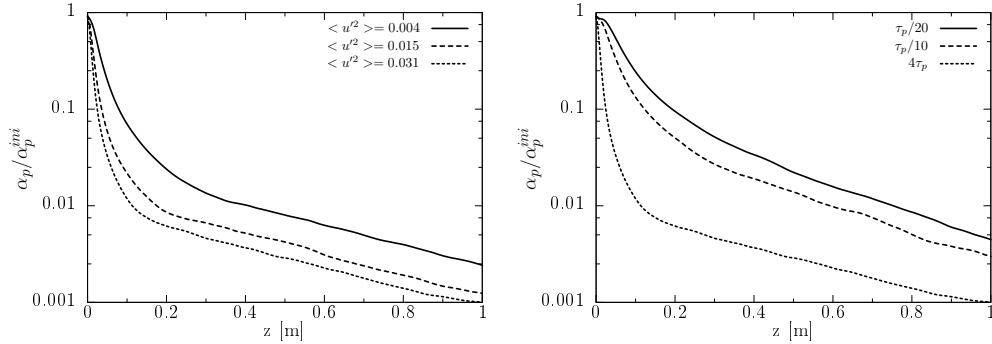 1
0.1
0.01
0.001
α_p/α_p^{ini}
0 0.2 0.4 0.6 0.8 1
z [m]
< u'² >= 0.004
< u'² >= 0.015
< u'² >= 0.031
1
0.1
0.01
0.001
α_p/α_p^{ini}
0 0.2 0.4 0.6 0.8 1
z [m]
τ_p/20
τ_p/10
4τ_p